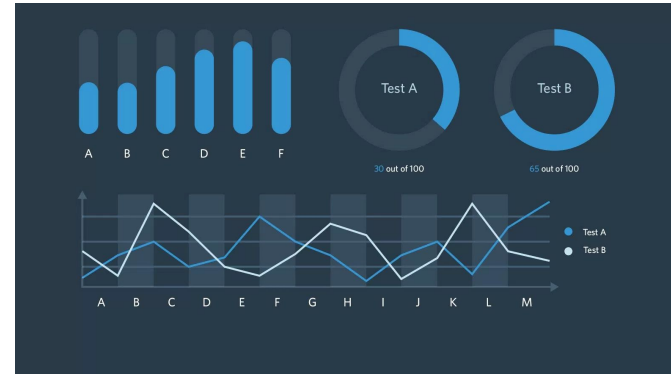 A B C D E F
Test A
30 out of 100
Test B
65 out of 100
Test A
Test B
A B C D E F G H I J K L M